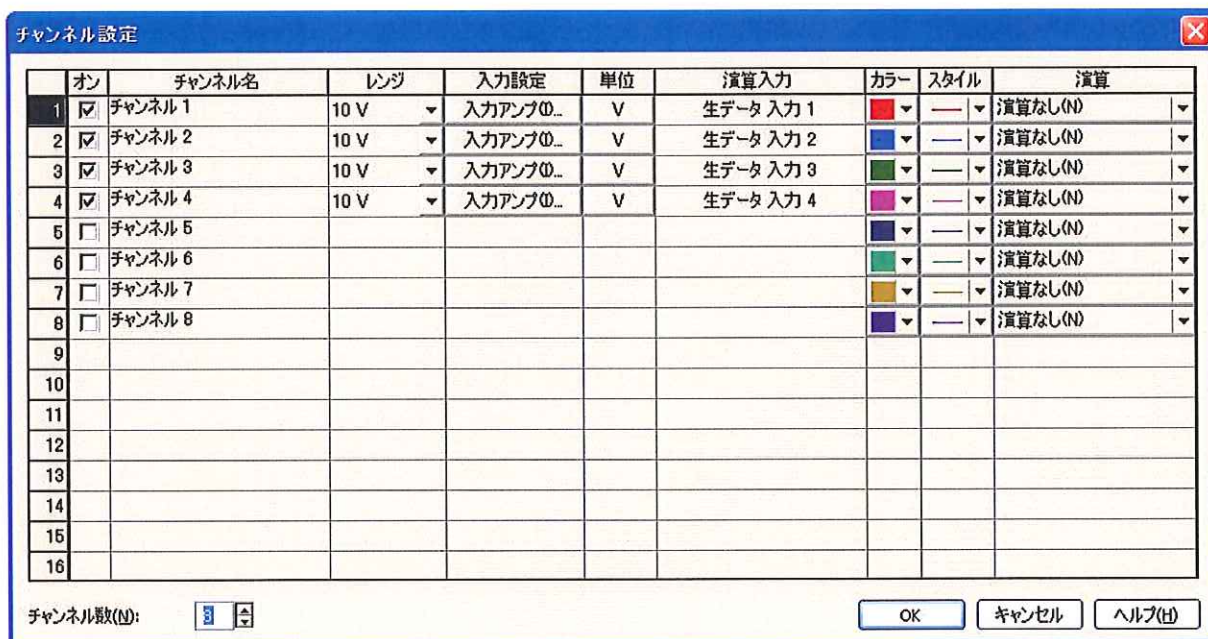 チャンネル設定
オン チャンネル名 レンジ 入力設定 単位 演算入力 カラー スタイル 演算
1 チャンネル 1 10 V 入力アンプ(I)... V 生データ 入力 1 演算なし(N)
2 チャンネル 2 10 V 入力アンプ(I)... V 生データ 入力 2 演算なし(N)
3 チャンネル 3 10 V 入力アンプ(I)... V 生データ 入力 3 演算なし(N)
4 チャンネル 4 10 V 入力アンプ(I)... V 生データ 入力 4 演算なし(N)
5 チャンネル 5 演算なし(N)
6 チャンネル 6 演算なし(N)
7 チャンネル 7 演算なし(N)
8 チャンネル 8 演算なし(N)
9
10
11
12
13
14
15
16
チャンネル数(N): 8 OK キャンセル ヘルプ(H)